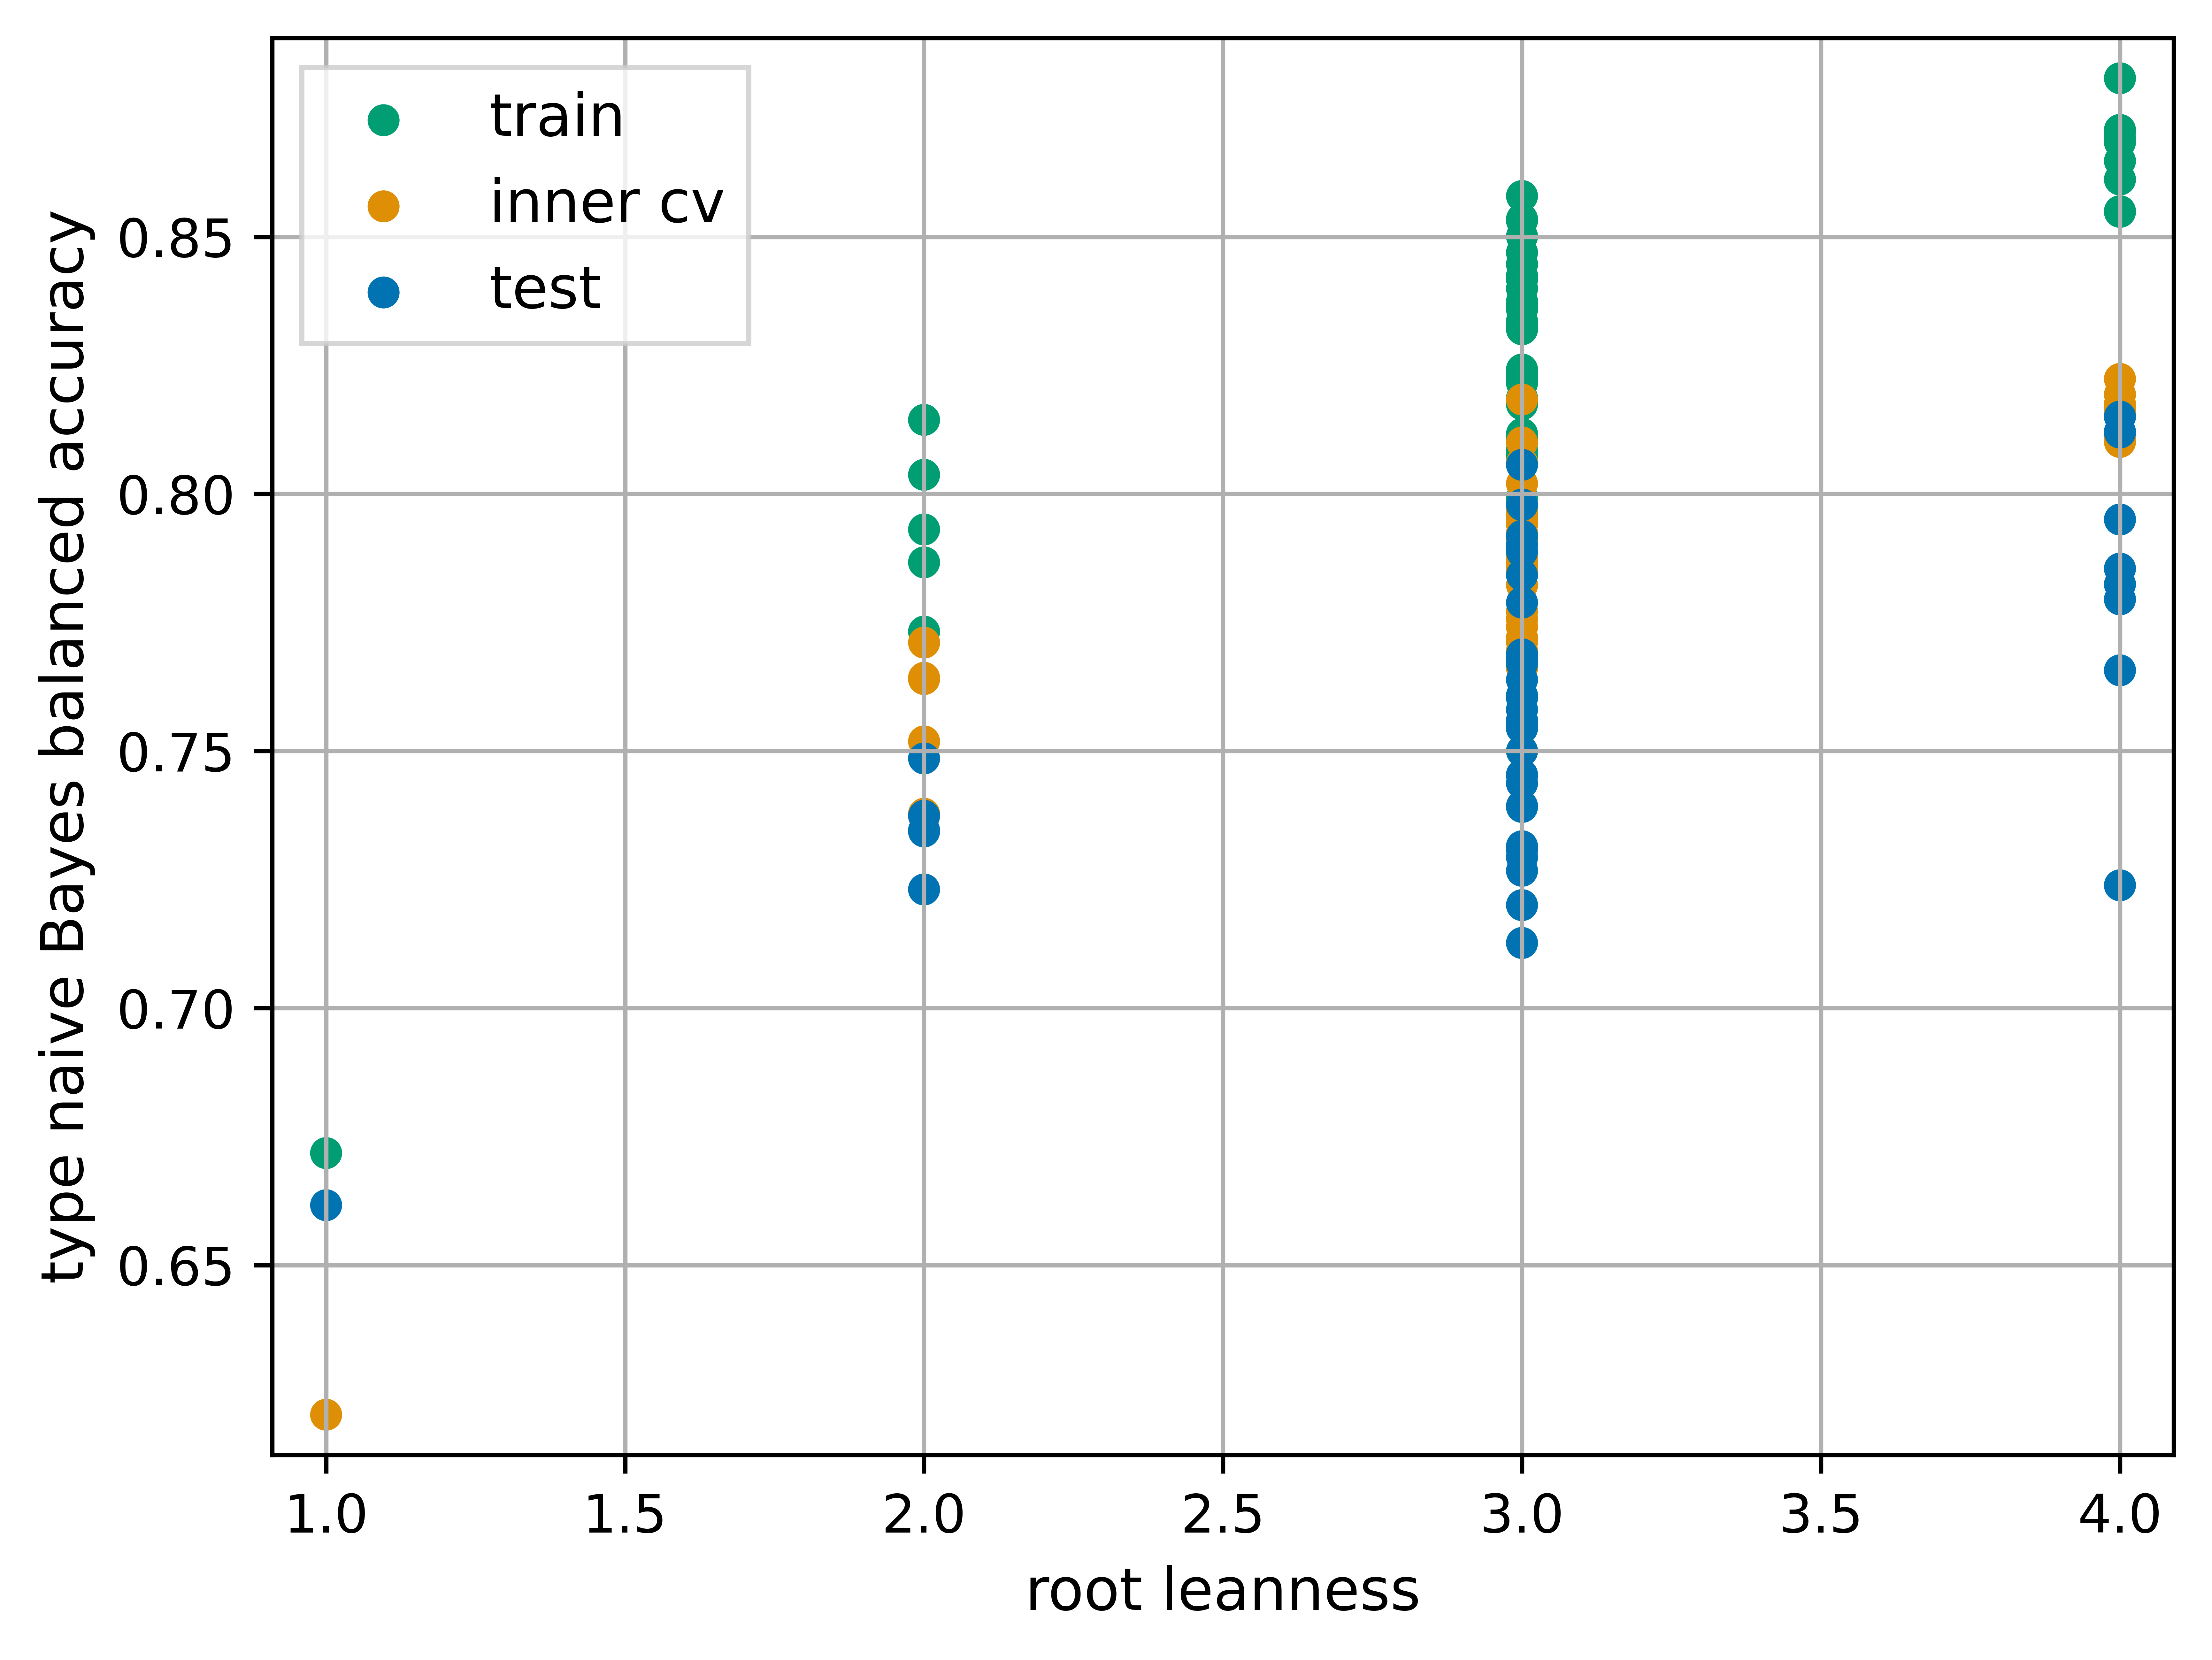 train
inner cv
test
type naive Bayes balanced accuracy
0.85
0.80
0.75
0.70
0.65
1.0 1.5 2.0 2.5 3.0 3.5 4.0
root leanness